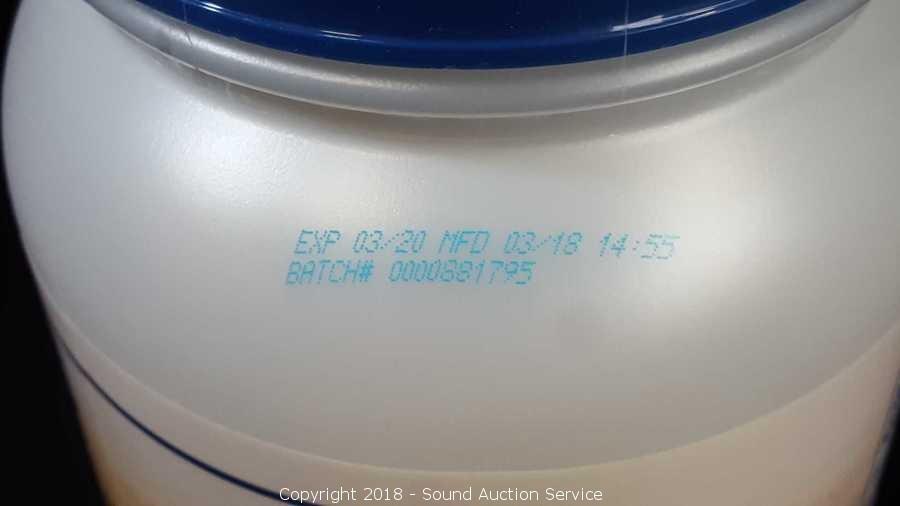 EXP 03/20 MFD 03/18 14:55
BATCH# 0000881795
Copyright 2018 - Sound Auction Service